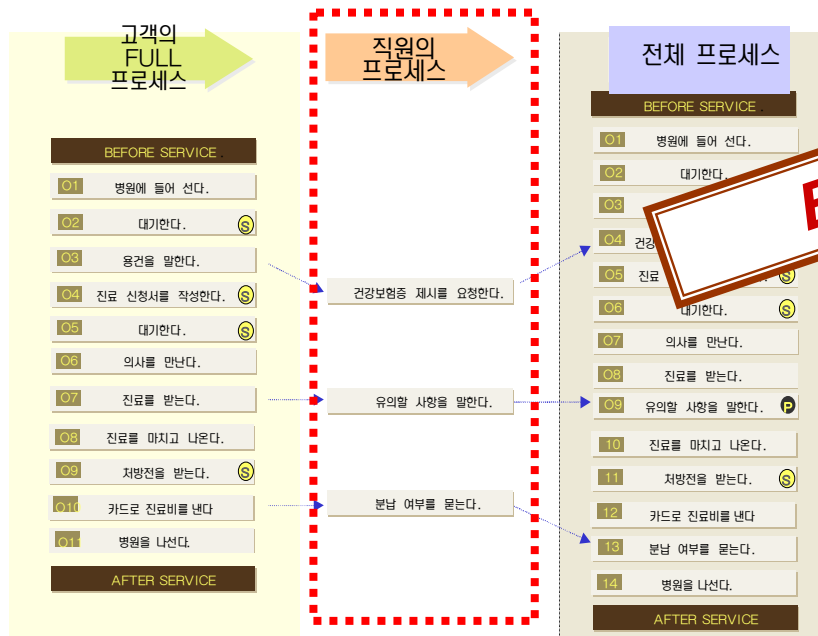 고객의
FULL
프로세스
BEFORE SERVICE
01 병원에 들어 선다.
02 대기한다. S
03 용건을 말한다.
04 진료 신청서를 작성한다. S
05 대기한다. S
06 의사를 만난다.
07 진료를 받는다.
08 진료를 마치고 나온다.
09 처방전을 받는다. S
010 카드로 진료비를 낸다
011 병원을 나선다.
AFTER SERVICE
직원의
프로세스
건강보험증 제시를 요청한다.
유의할 사항을 말한다.
분납 여부를 묻는다.
전체 프로세스
BEFORE SERVICE .
01 병원에 들어 선다.
02 대기한다.
03
04
05 진료 S
06 대기한다. S
07 의사를 만난다.
08 진료를 받는다.
09 유의할 사항을 말한다. P
10 진료를 마치고 나온다.
11 처방전을 받는다. S
12 카드로 진료비를 낸다
13 분납 여부를 묻는다.
14 병원을 나선다.
AFTER SERVICE